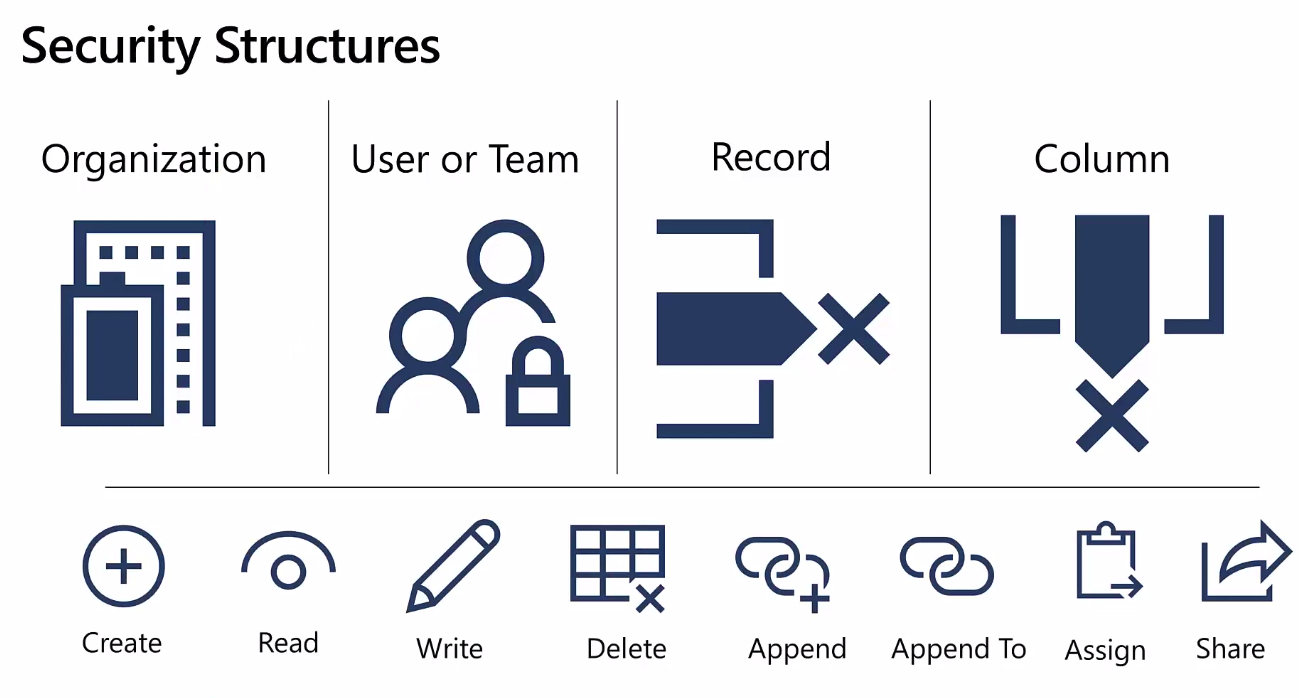 Security Structures
Organization
User or Team
Record
Column
Create
Read
Write
Delete
Append
Append To
Assign
Share